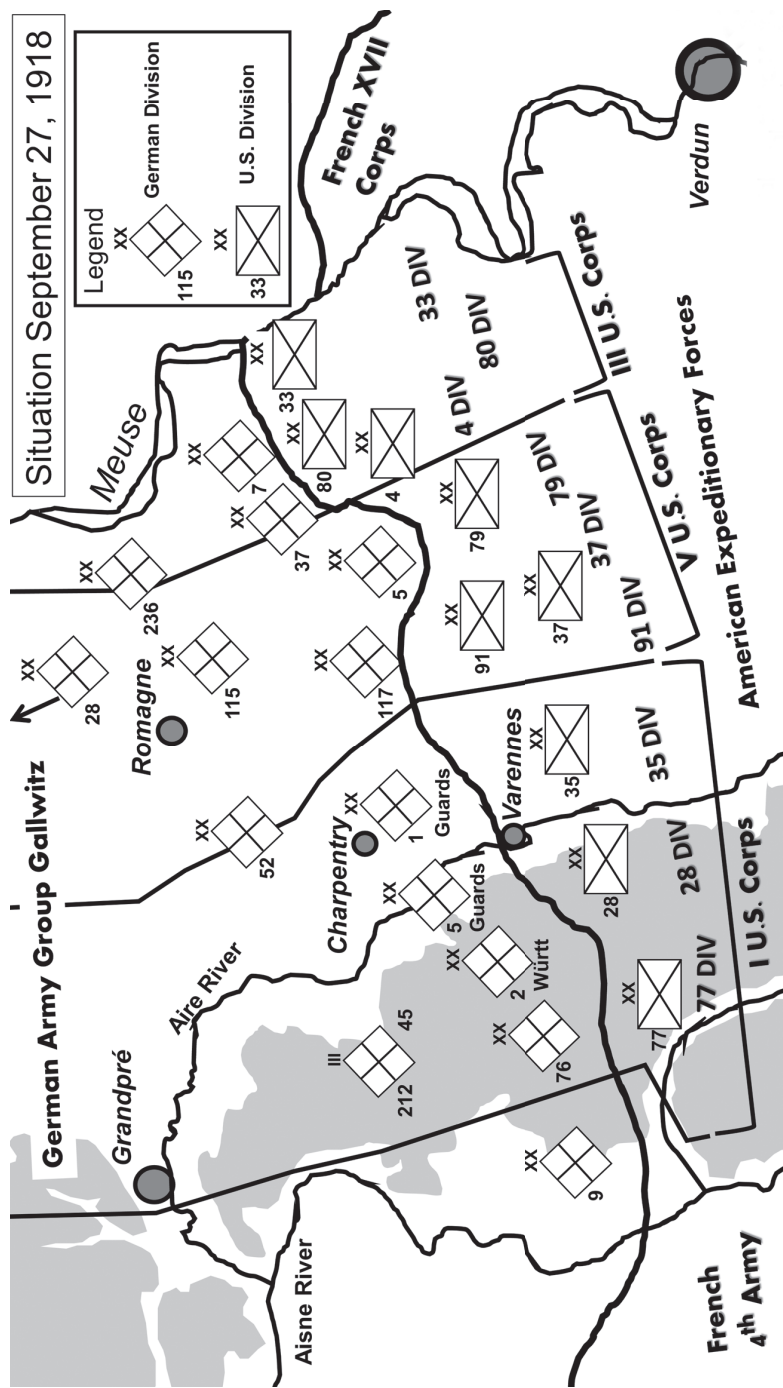 Situation September 27, 1918
Legend
XX
115
German Division
XX
33
U.S. Division
German Army Group Gallwitz
Meuse
XX
28
XX
236
Romagne
XX
115
XX
52
XX
7
XX
37
XX
5
XX
117
XX
1
Guards
Charpentry
XX
5
Guards
XX
2
Württ
XX
76
III
212
45
XX
9
Grandpré
Aire River
Aisne River
French XVII
Corps
XX
33
XX
80
XX
4
XX
79
XX
91
XX
37
XX
35
Varennes
XX
28
XX
77
33 DIV
80 DIV
4 DIV
79 DIV
37 DIV
91 DIV
35 DIV
28 DIV
77 DIV
III U.S. Corps
V U.S. Corps
I U.S. Corps
Verdun
American Expeditionary Forces
French
4th Army